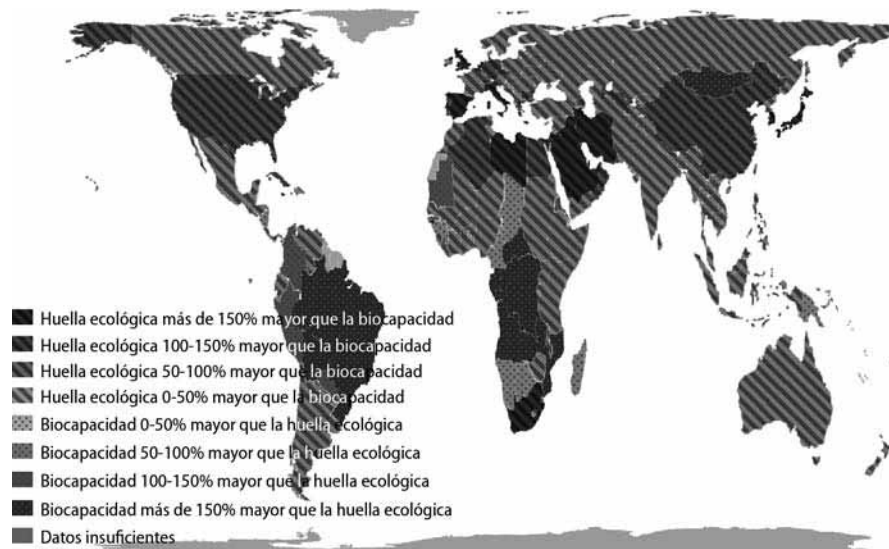 Huella ecológica más de 150% mayor que la biocapacidad
Huella ecológica 100-150% mayor que la biocapacidad
Huella ecológica 50-100% mayor que la biocapacidad
Huella ecológica 0-50% mayor que la biocapacidad
Biocapacidad 0-50% mayor que la huella ecológica
Biocapacidad 50-100% mayor que la huella ecológica
Biocapacidad 100-150% mayor que la huella ecológica
Biocapacidad más de 150% mayor que la huella ecológica
Datos insuficientes